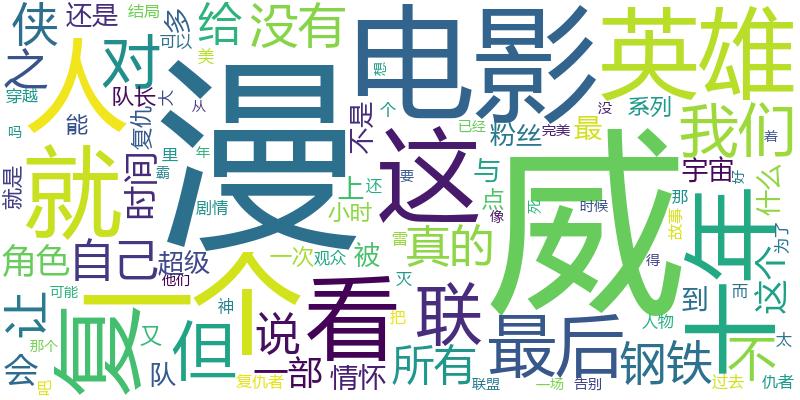 侠
还是
结局
可以
多
给
没有
电影
英雄
之
美
对
想
人
穿越
队长
大
从
漫
不是
个
已经
粉丝
没
完美
最
系列
我们
着
吗
能
复仇
里
年
霸
这
威
与
点
宇宙
那
好
什么
就是
就
时间
剧情
上
还
小时
要
像
死
时候
故事
为了
十年
角色
自己
超级
一次
观众
被
雷
真的
得
这个
他们
一个
神
灭
看
联
到
而
让
可能
复
但
又
说
把
最后
人物
不
太
会
那个
队
一部
情怀
所有
钢铁
即
复仇者
联盟
一场
告别
过去
仇者